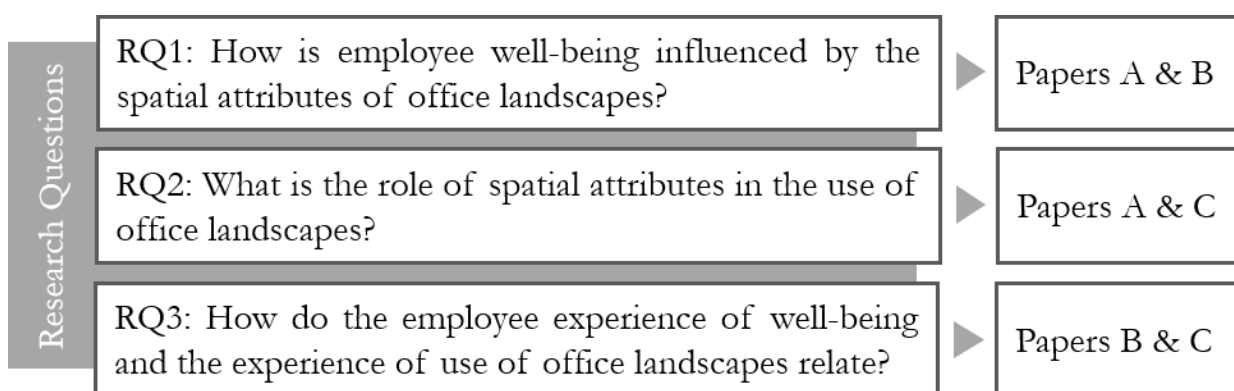 Research Questions
RQ1: How is employee well-being influenced by the
spatial attributes of office landscapes?
Papers A & B
RQ2: What is the role of spatial attributes in the use of
office landscapes?
Papers A & C
RQ3: How do the employee experience of well-being
and the experience of use of office landscapes relate?
Papers B & C